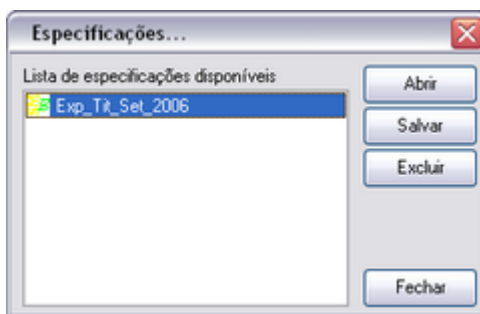 Especificações...
Lista de especificações disponíveis
Exp_Tit_Set_2006
Abrir
Salvar
Excluir
Fechar